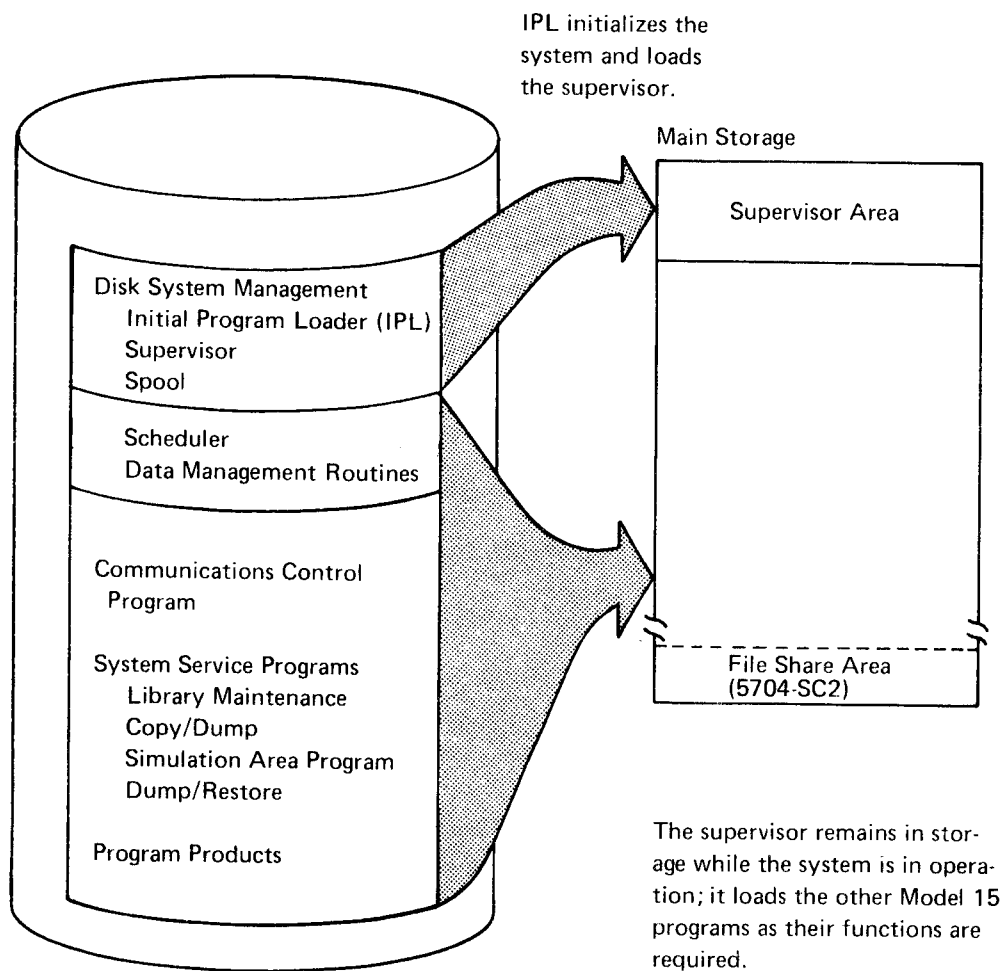 IPL initializes the
system and loads
the supervisor.
Main Storage
Supervisor Area
Disk System Management
Initial Program Loader (IPL)
Supervisor
Spool
Scheduler
Data Management Routines
Communications Control
Program
System Service Programs
Library Maintenance
Copy/Dump
Simulation Area Program
Dump/Restore
Program Products
File Share Area
(5704-SC2)
The supervisor remains in stor-
age while the system is in opera-
tion; it loads the other Model 15
programs as their functions are
required.